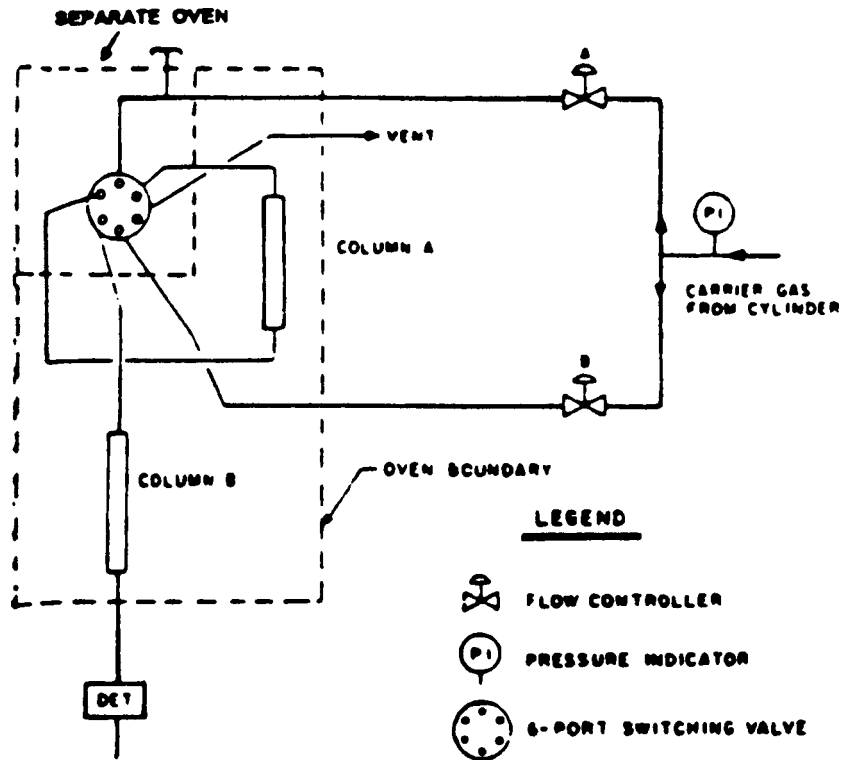 SEPARATE OVEN
A
VENT
PI
COLUMN A
CARRIER GAS
FROM CYLINDER
B
COLUMN B
OVEN BOUNDARY
LEGEND
FLOW CONTROLLER
PI
PRESSURE INDICATOR
DET
6-PORT SWITCHING VALVE